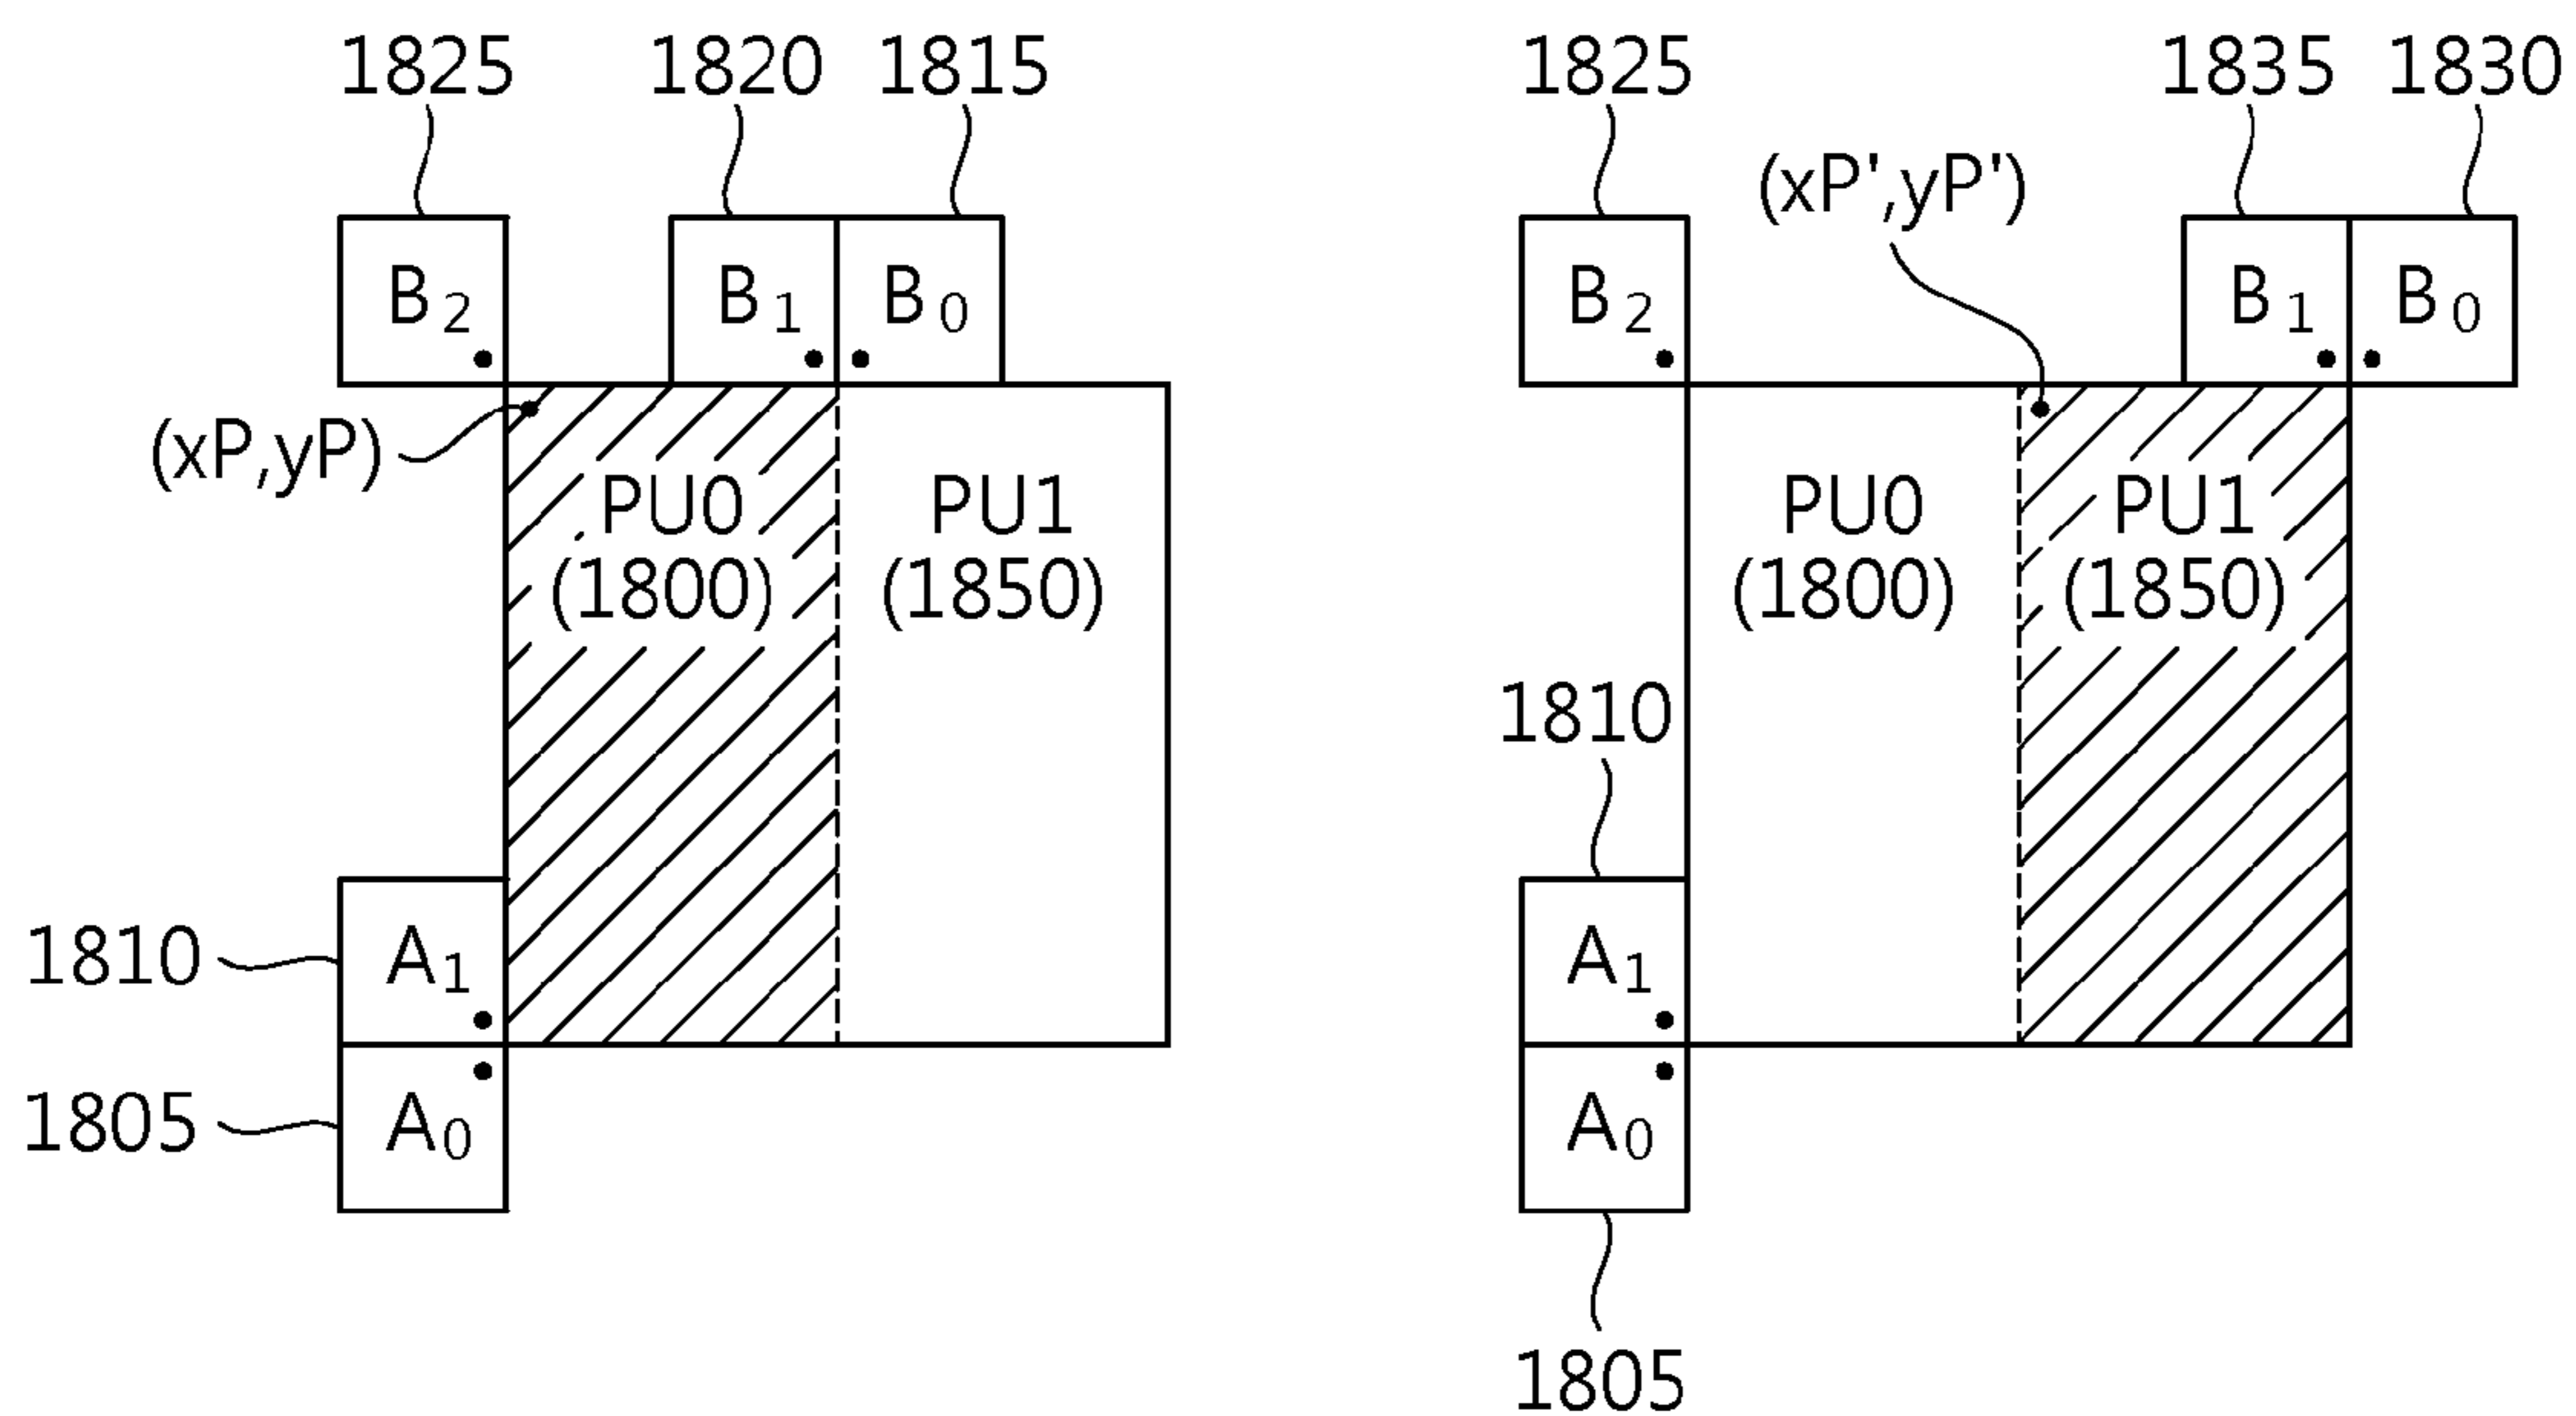 1825 1820 1815
B2 B1 B0
(xP,yP)
PU0 PU1
(1800) (1850)
1810 A1
1805 A0
1825 1835 1830
(xP',yP')
B2 B1 B0
PU0 PU1
(1800) (1850)
1810
A1
A0
1805